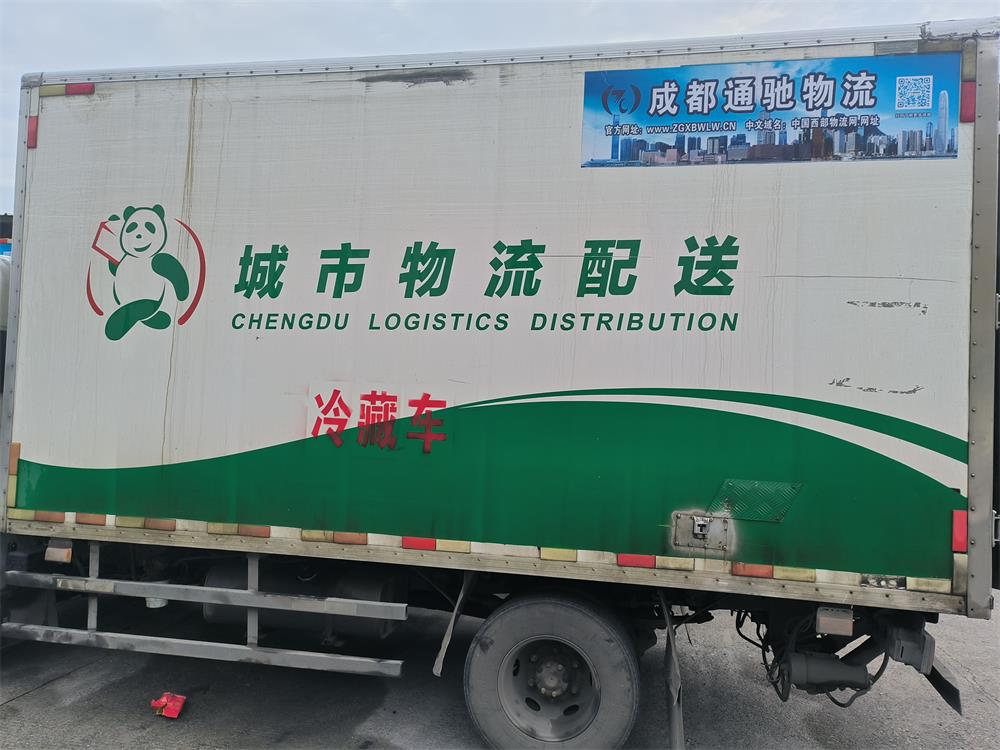 成都通驰物流
官方网址：www.ZGXBWLW.CN 中文域名：中国西部物流网.网址
城市物流配送
CHENGDU LOGISTICS DISTRIBUTION
冷藏车